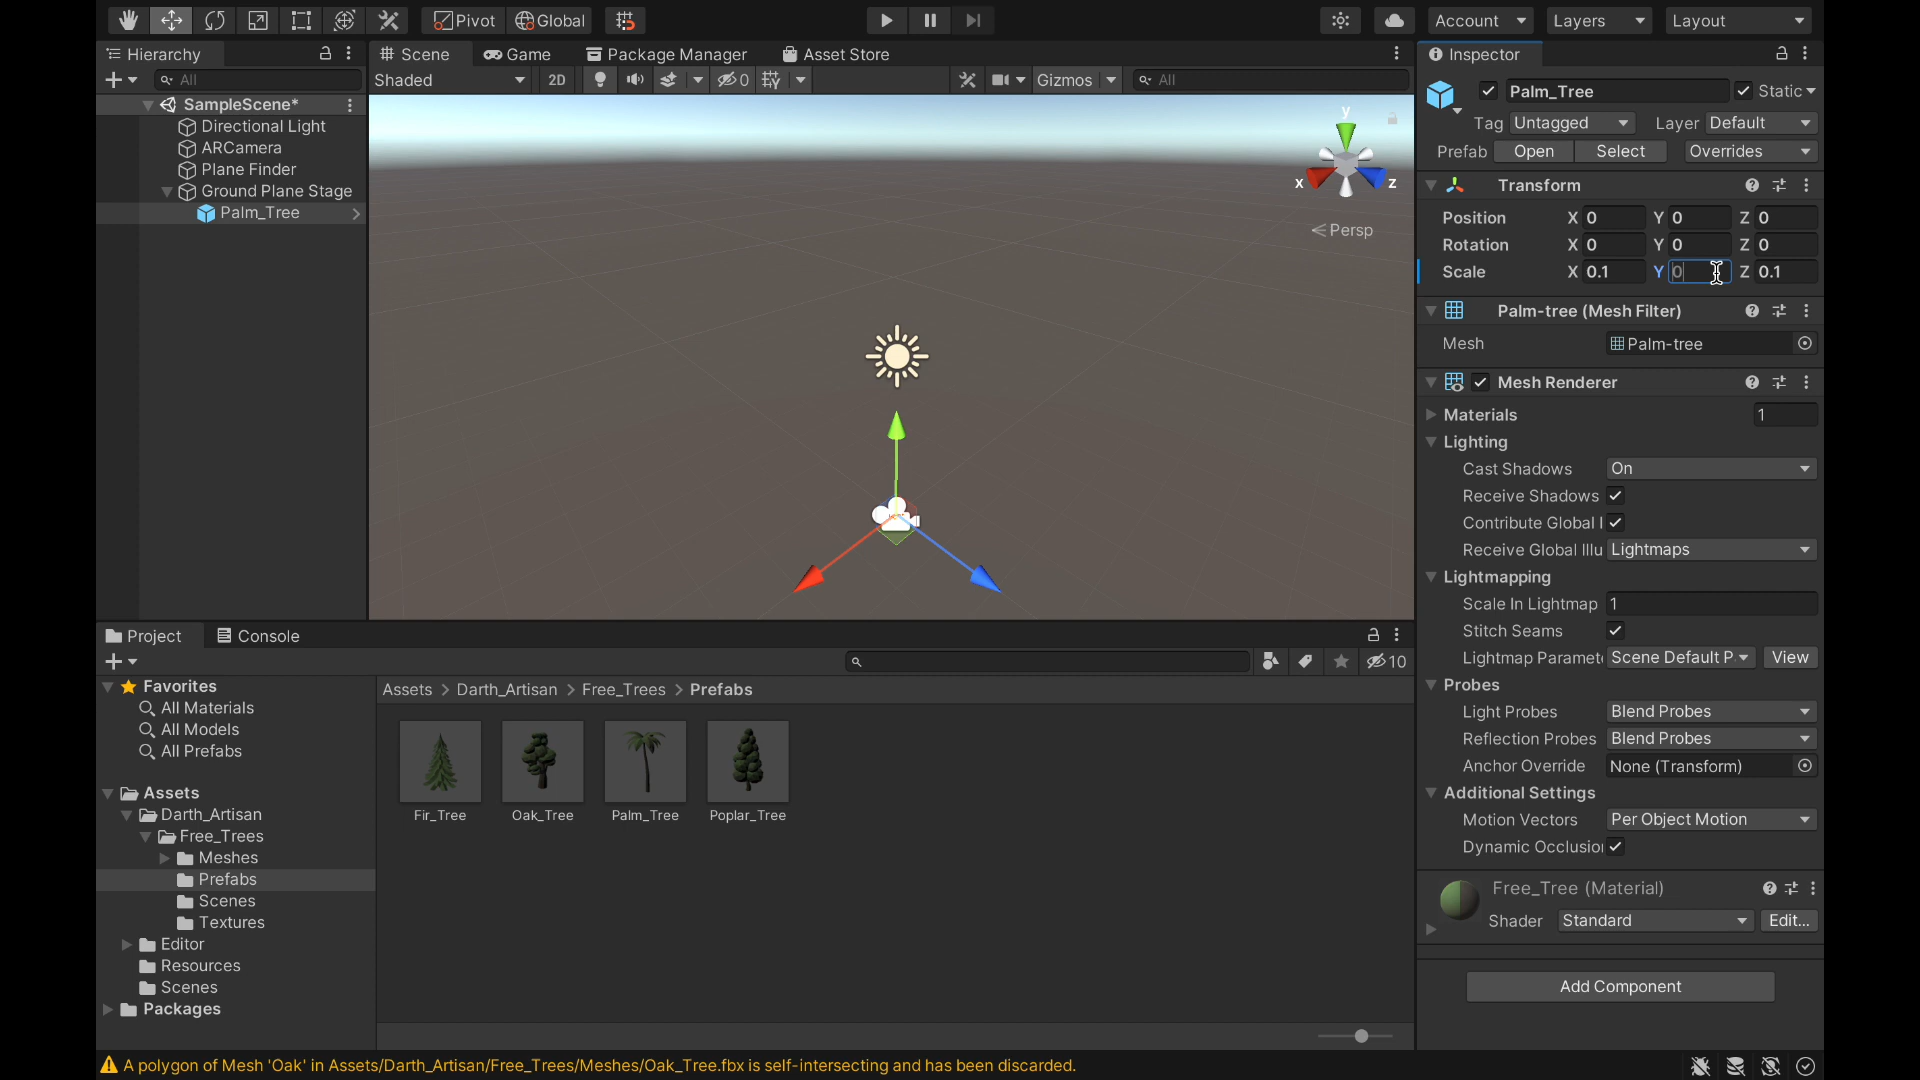 Pivot Global Account Layers Layout
Hierarchy
All
SampleScene*
Directional Light
ARCamera
Plane Finder
Ground Plane Stage
Palm_Tree
Scene Game Package Manager Asset Store
Shaded 2D 0 Gizmos All
y
x z
Persp
Inspector
Palm_Tree Static
Tag Untagged Layer Default
Prefab Open Select Overrides
Transform
Position X 0 Y 0 Z 0
Rotation X 0 Y 0 Z 0
Scale X 0.1 Y 0 Z 0.1
Palm-tree (Mesh Filter)
Mesh Palm-tree
Mesh Renderer
Materials 1
Lighting
Cast Shadows On
Receive Shadows
Contribute Global I
Receive Global Illu Lightmaps
Lightmapping
Scale In Lightmap 1
Stitch Seams
Lightmap Paramet Scene Default P View
Probes
Light Probes Blend Probes
Reflection Probes Blend Probes
Anchor Override None (Transform)
Additional Settings
Motion Vectors Per Object Motion
Dynamic Occlusio
Free_Tree (Material)
Shader Standard Edit...
Add Component
Project Console
10
Favorites
All Materials
All Models
All Prefabs
Assets
Darth_Artisan
Free_Trees
Meshes
Prefabs
Scenes
Textures
Editor
Resources
Scenes
Packages
Assets > Darth_Artisan > Free_Trees > Prefabs
Fir_Tree Oak_Tree Palm_Tree Poplar_Tree
A polygon of Mesh 'Oak' in Assets/Darth_Artisan/Free_Trees/Meshes/Oak_Tree.fbx is self-intersecting and has been discarded.